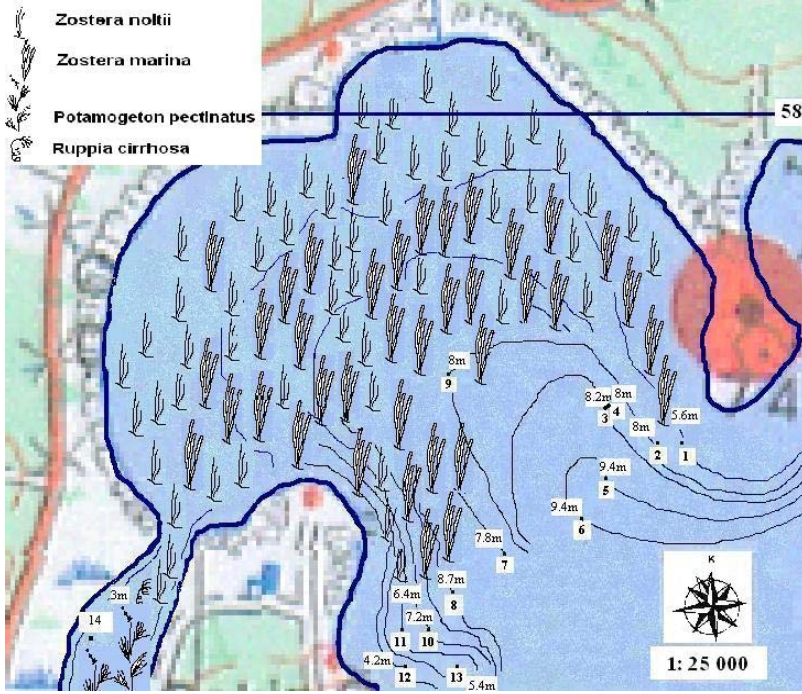 Zostera noltii
Zostera marina
Potamogeton pectinatus
Ruppia cirrhosa
58
8m
9
8.2m
8m
3
4
8m
5.6m
2
1
9.4m
5
9.4m
6
7.8m
7
8.7m
8
6.4m
7.2m
11
10
4.2m
12
13
5.4m
.3m
14
4
K
1: 25 000